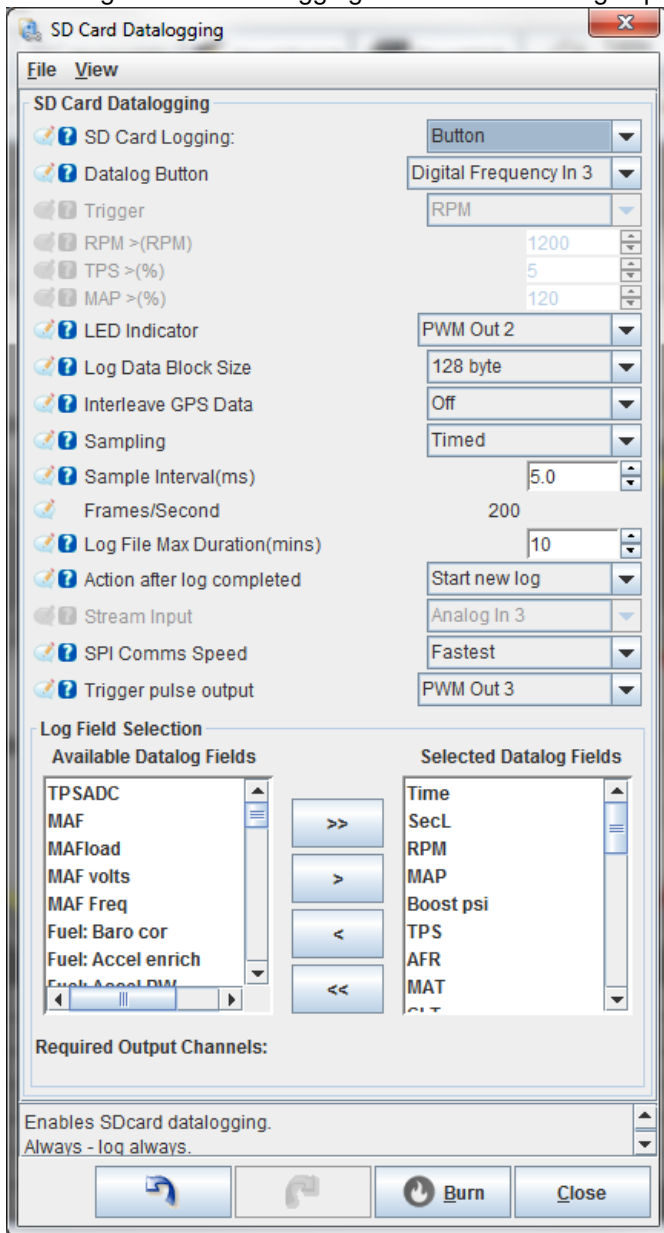 SD Card Datalogging
File View
SD Card Datalogging
SD Card Logging: Button
Datalog Button Digital Frequency In 3
Trigger RPM
RPM >(RPM) 1200
TPS >(%) 5
MAP >(%) 120
LED Indicator PWM Out 2
Log Data Block Size 128 byte
Interleave GPS Data Off
Sampling Timed
Sample Interval(ms) 5.0
Frames/Second 200
Log File Max Duration(mins) 10
Action after log completed Start new log
Stream Input Analog In 3
SPI Comms Speed Fastest
Trigger pulse output PWM Out 3
Log Field Selection
Available Datalog Fields Selected Datalog Fields
TPSADC Time
MAF >> SecL
MAFload RPM
MAF volts > MAP
MAF Freq Boost psi
Fuel: Baro cor < TPS
Fuel: Accel enrich AFR
Fuel: Accel PW << MAT
CLT
Required Output Channels:
Enables SDcard datalogging.
Always - log always.
Burn Close